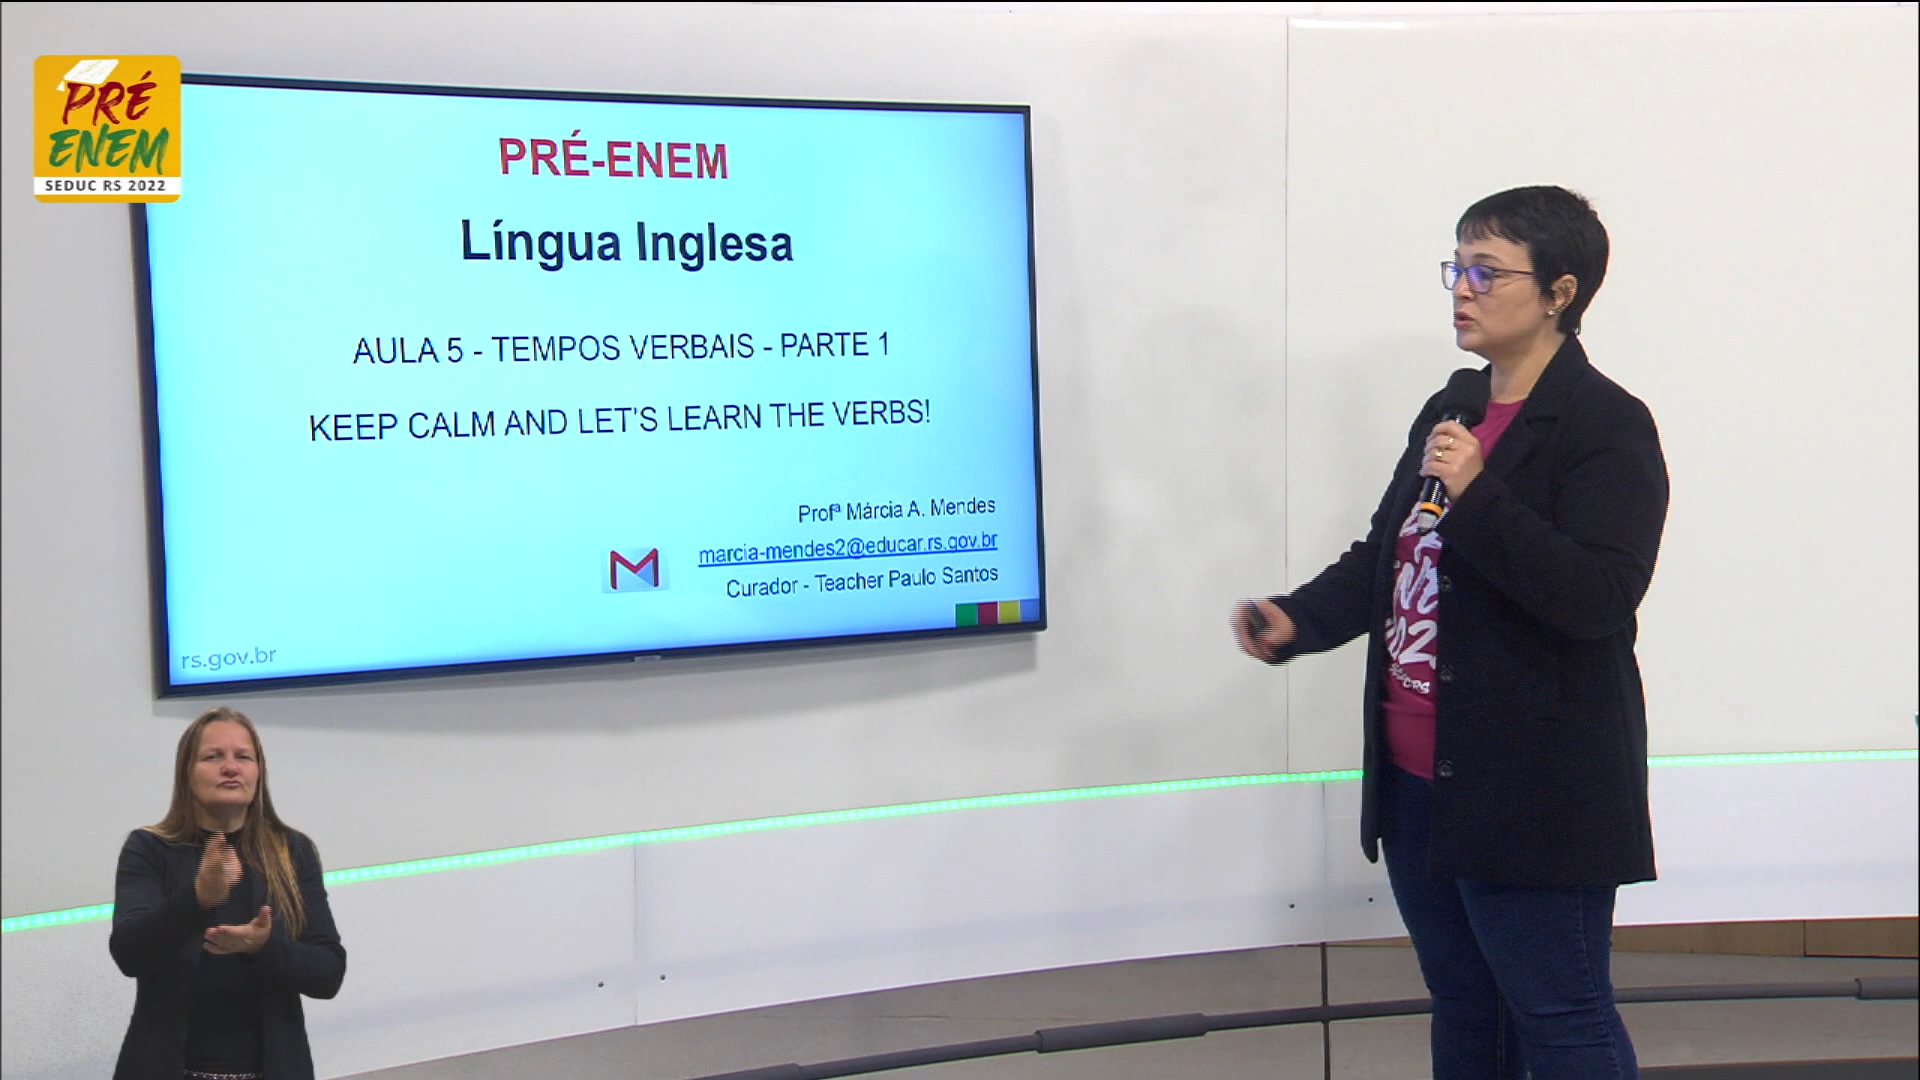 PRÉ
ENEM
SEDUC RS 2022
PRÉ-ENEM
Língua Inglesa
AULA 5 - TEMPOS VERBAIS - PARTE 1
KEEP CALM AND LET'S LEARN THE VERBS!
Profª Márcia A. Mendes
marcia-mendes2@educar.rs.gov.br
Curador - Teacher Paulo Santos
rs.gov.br